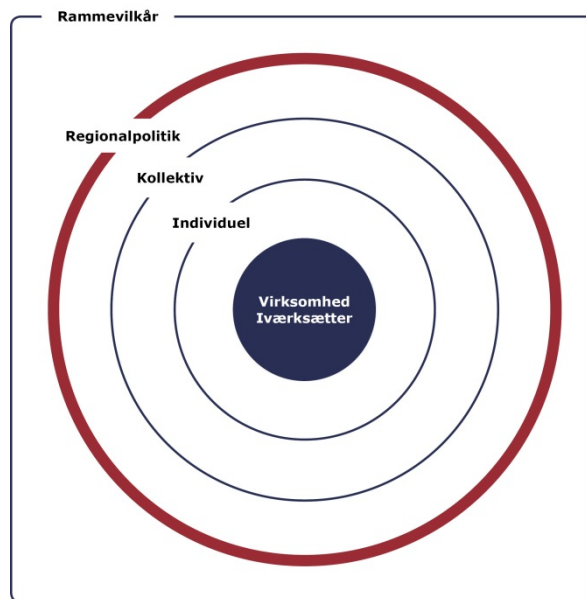 Rammevilkår
Regionalpolitik
Kollektiv
Individuel
Virksomhed
Iværksætter